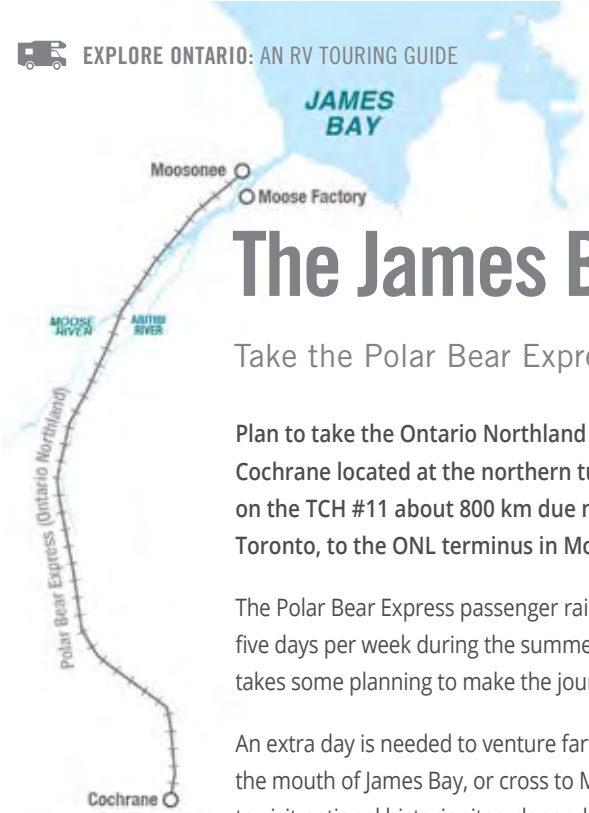 EXPLORE ONTARIO: AN RV TOURING GUIDE
JAMES
BAY
Moosonee
Moose Factory
The James B
MOOSE
RIVER
ABITIBI
RIVER
Take the Polar Bear Expre
Polar Bear Express (Ontario Northland)
Plan to take the Ontario Northland
Cochrane located at the northern tu
on the TCH #11 about 800 km due n
Toronto, to the ONL terminus in Mo
The Polar Bear Express passenger rai
five days per week during the summe
takes some planning to make the jour
An extra day is needed to venture far
the mouth of James Bay, or cross to M
Cochrane